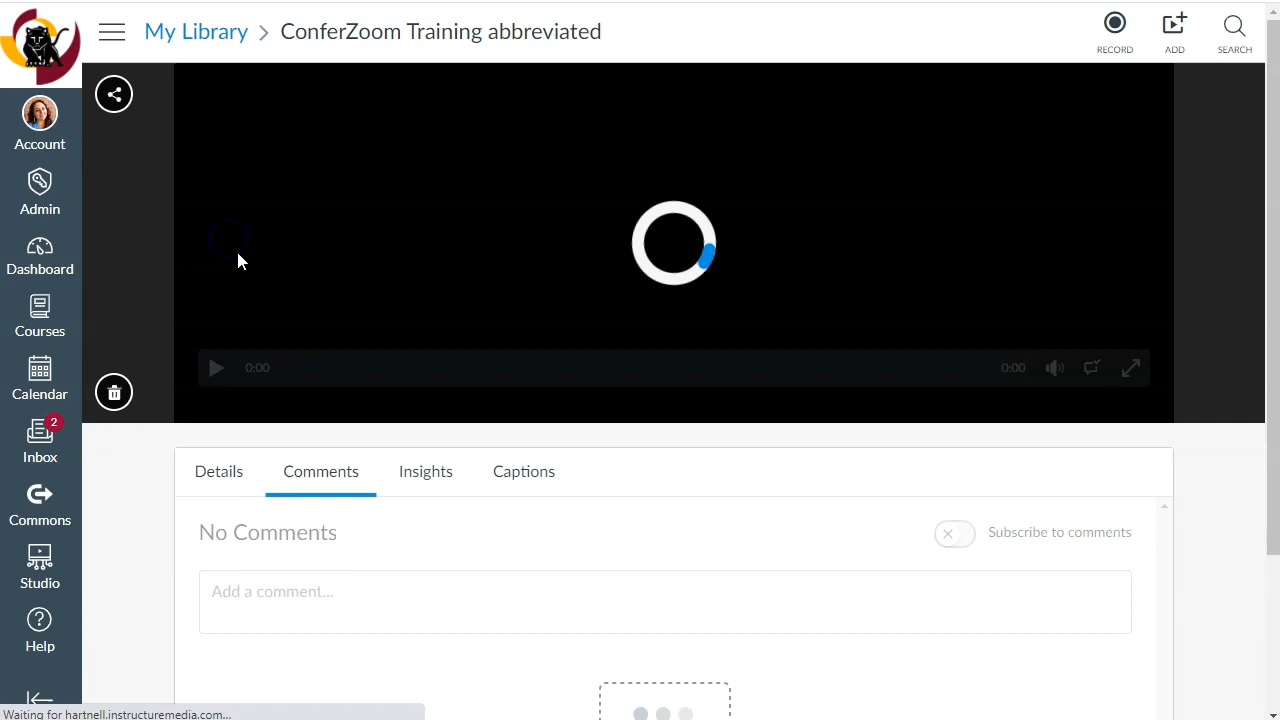 My Library > ConferZoom Training abbreviated
RECORD
ADD
SEARCH
Account
Admin
Dashboard
Courses
Calendar
2
Inbox
Commons
Studio
Help
0:00
0:00
Details
Comments
Insights
Captions
No Comments
Subscribe to comments
Add a comment...
Waiting for hartnell.instructuremedia.com...